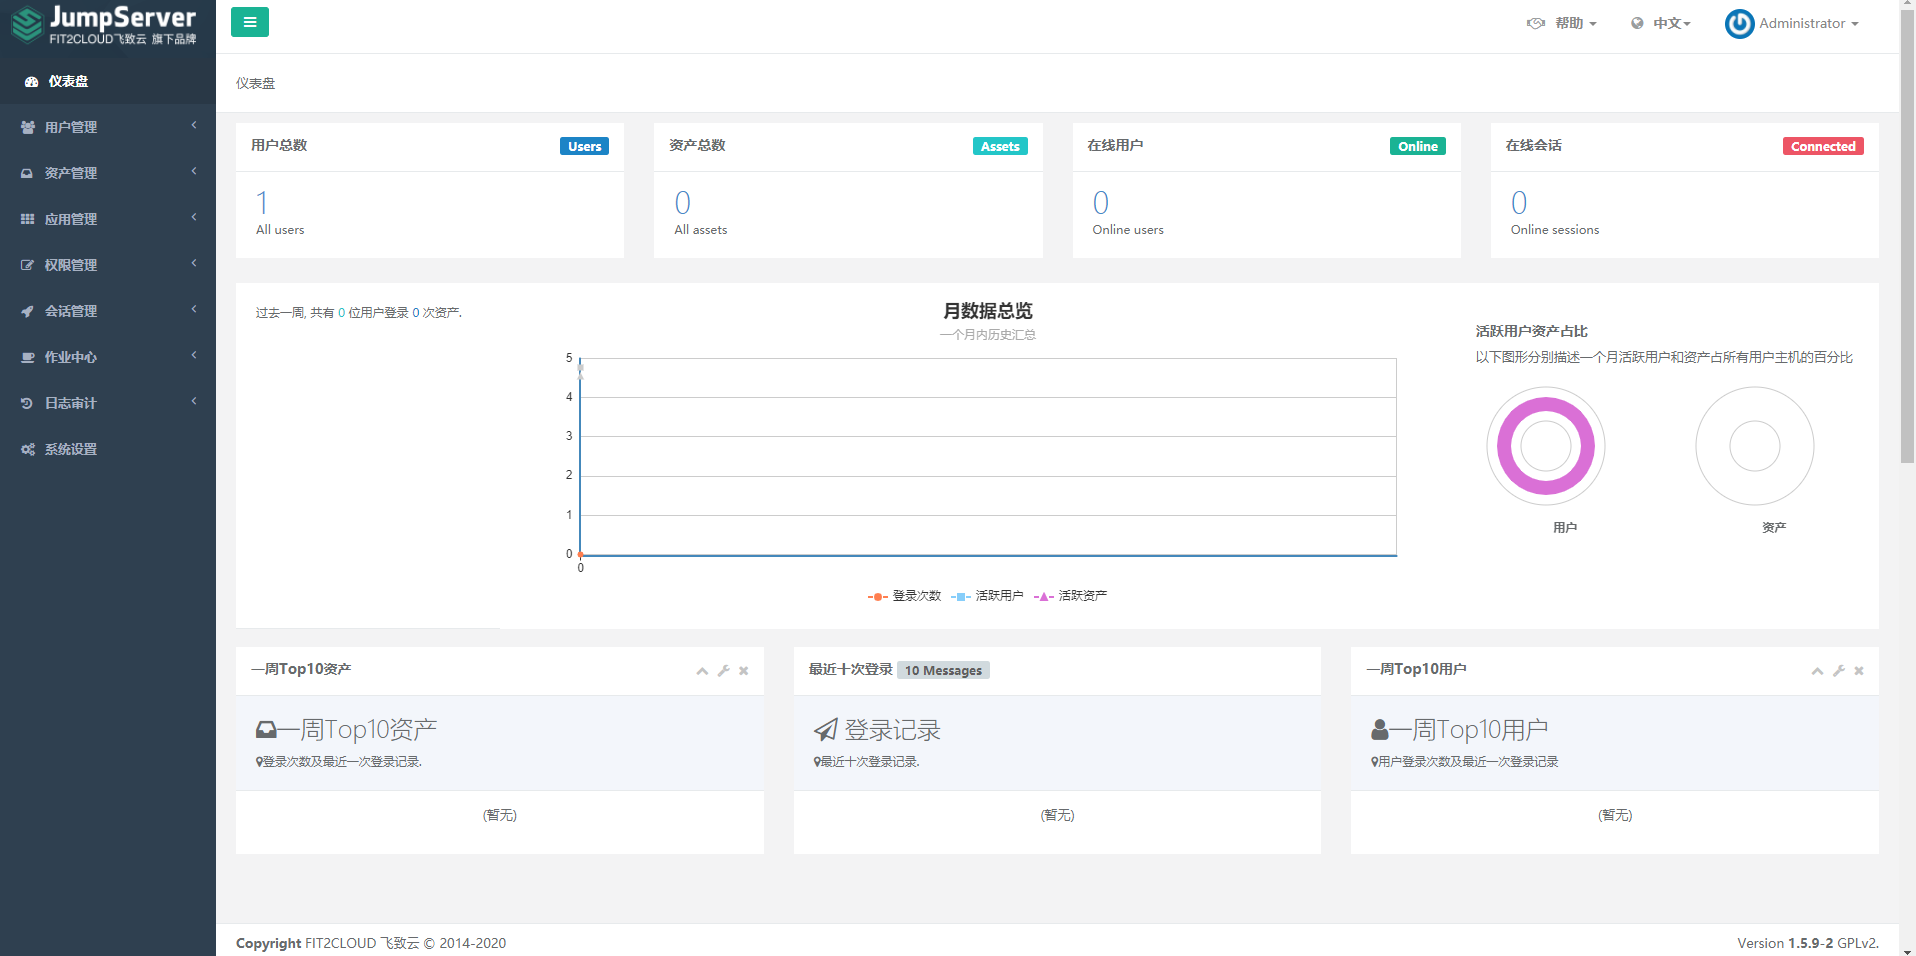 JumpServer
FIT2CLOUD飞致云 旗下品牌
帮助
中文
Administrator
仪表盘
用户管理
资产管理
应用管理
权限管理
会话管理
作业中心
日志审计
系统设置
仪表盘
用户总数 Users
1
All users
资产总数 Assets
0
All assets
在线用户 Online
0
Online users
在线会话 Connected
0
Online sessions
过去一周, 共有 0 位用户登录 0 次资产.
月数据总览
一个月内历史汇总
5
4
3
2
1
0
0
登录次数 活跃用户 活跃资产
活跃用户资产占比
以下图形分别描述一个月活跃用户和资产占所有用户主机的百分比
用户 资产
一周Top10资产
一周Top10资产
登录次数及最近一次登录记录.
(暂无)
最近十次登录 10 Messages
登录记录
最近十次登录记录.
(暂无)
一周Top10用户
一周Top10用户
用户登录次数及最近一次登录记录
(暂无)
Copyright FIT2CLOUD 飞致云 © 2014-2020
Version 1.5.9-2 GPLv2.